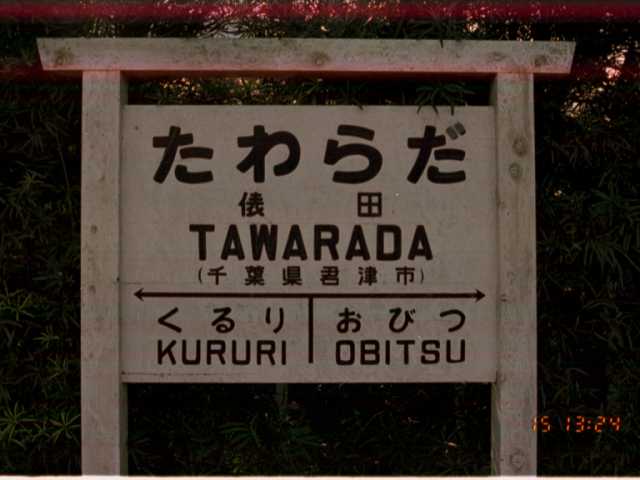 たわらだ
俵田
TAWARADA
(千葉県君津市)
くるり おびつ
KURURI OBITSU
15 13:24